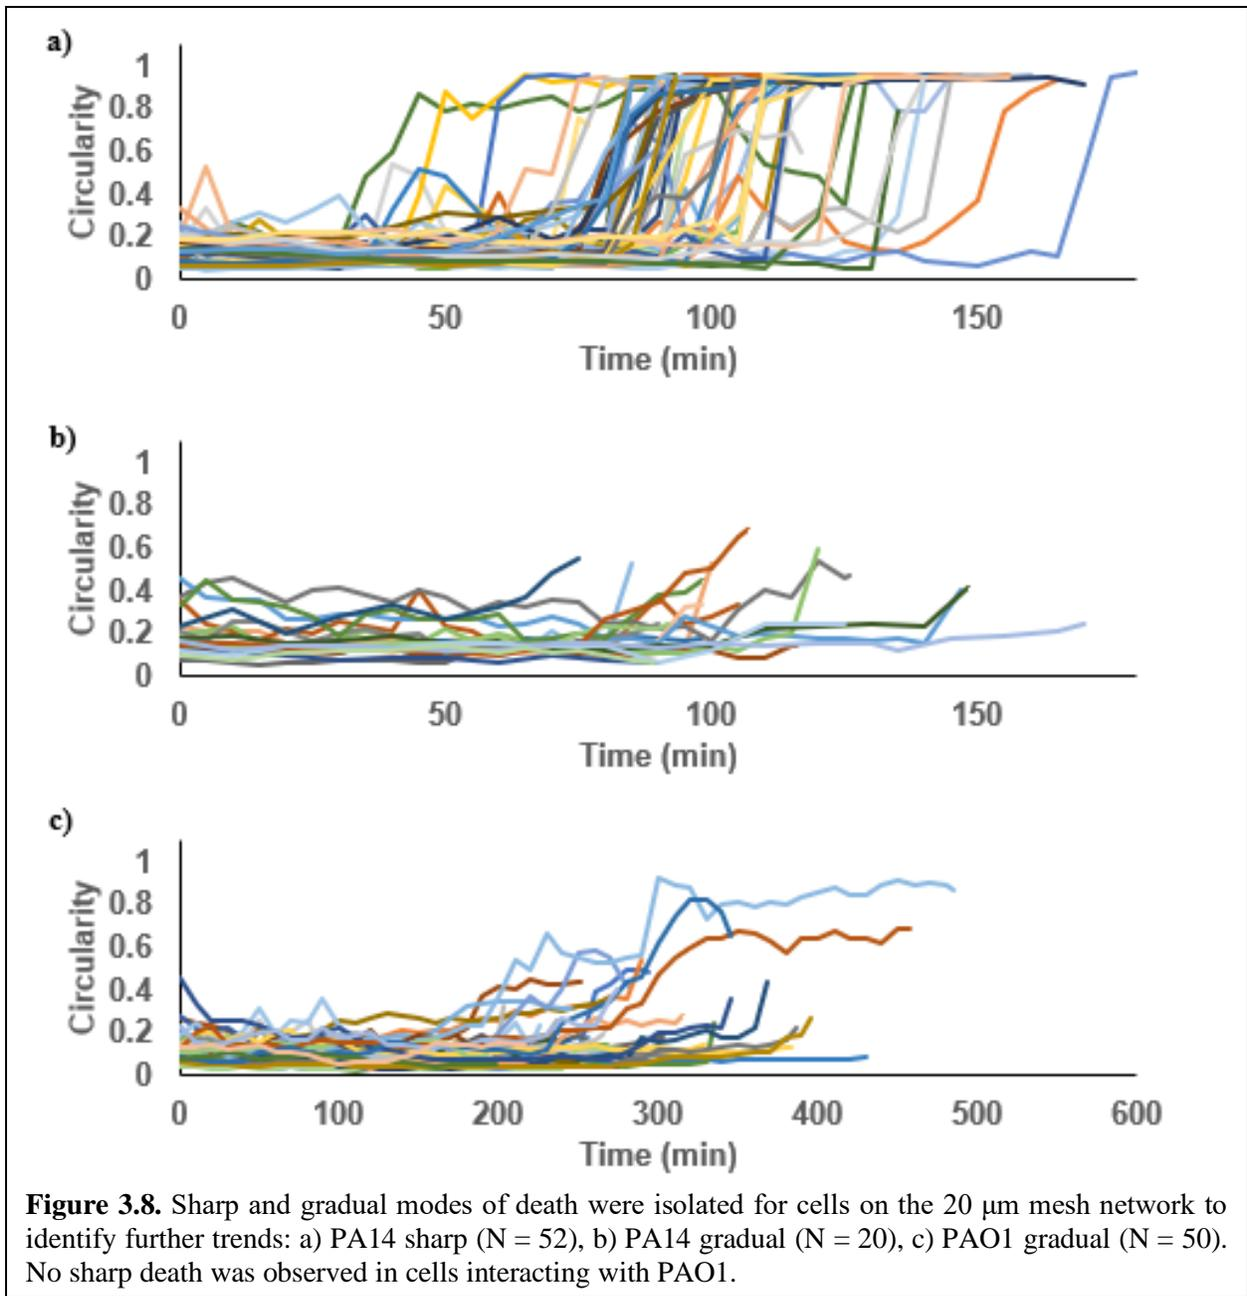 a)
1
0.8
0.6
0.4
0.2
0
Circularity
0 50 100 150
Time (min)
b)
1
0.8
0.6
0.4
0.2
0
Circularity
0 50 100 150
Time (min)
c)
1
0.8
0.6
0.4
0.2
0
Circularity
0 100 200 300 400 500 600
Time (min)
Figure 3.8. Sharp and gradual modes of death were isolated for cells on the 20 μm mesh network to
identify further trends: a) PA14 sharp (N = 52), b) PA14 gradual (N = 20), c) PAO1 gradual (N = 50).
No sharp death was observed in cells interacting with PAO1.